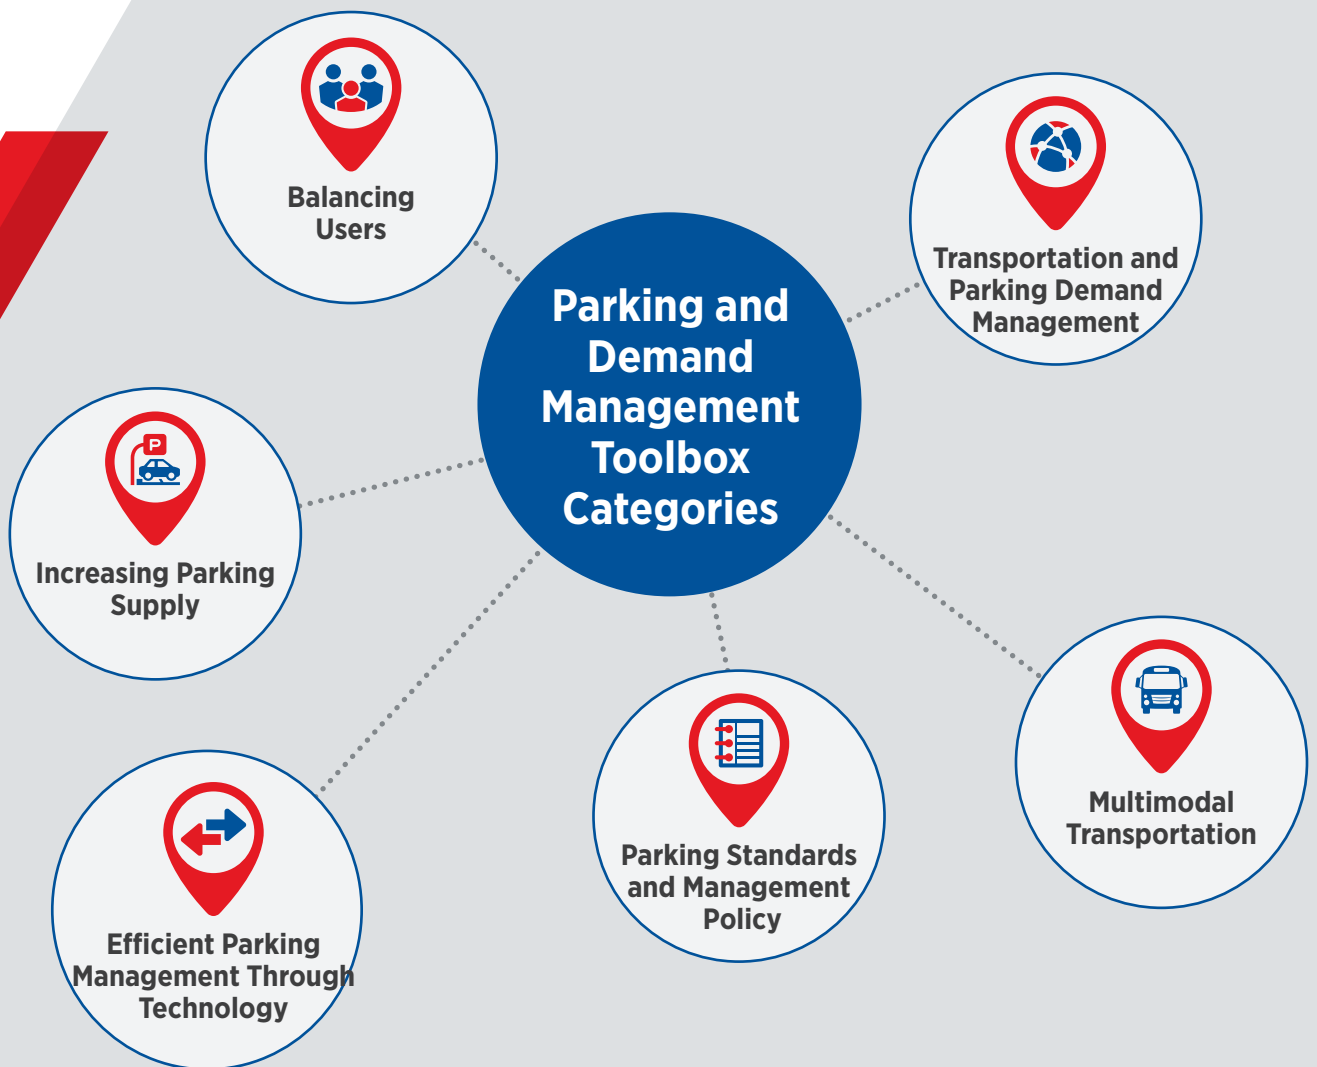 Balancing
Users
Transportation and
Parking Demand
Management
Parking and
Demand
Management
Toolbox
Categories
P
Increasing Parking
Supply
Multimodal
Transportation
Parking Standards
and Management
Policy
Efficient Parking
Management Through
Technology